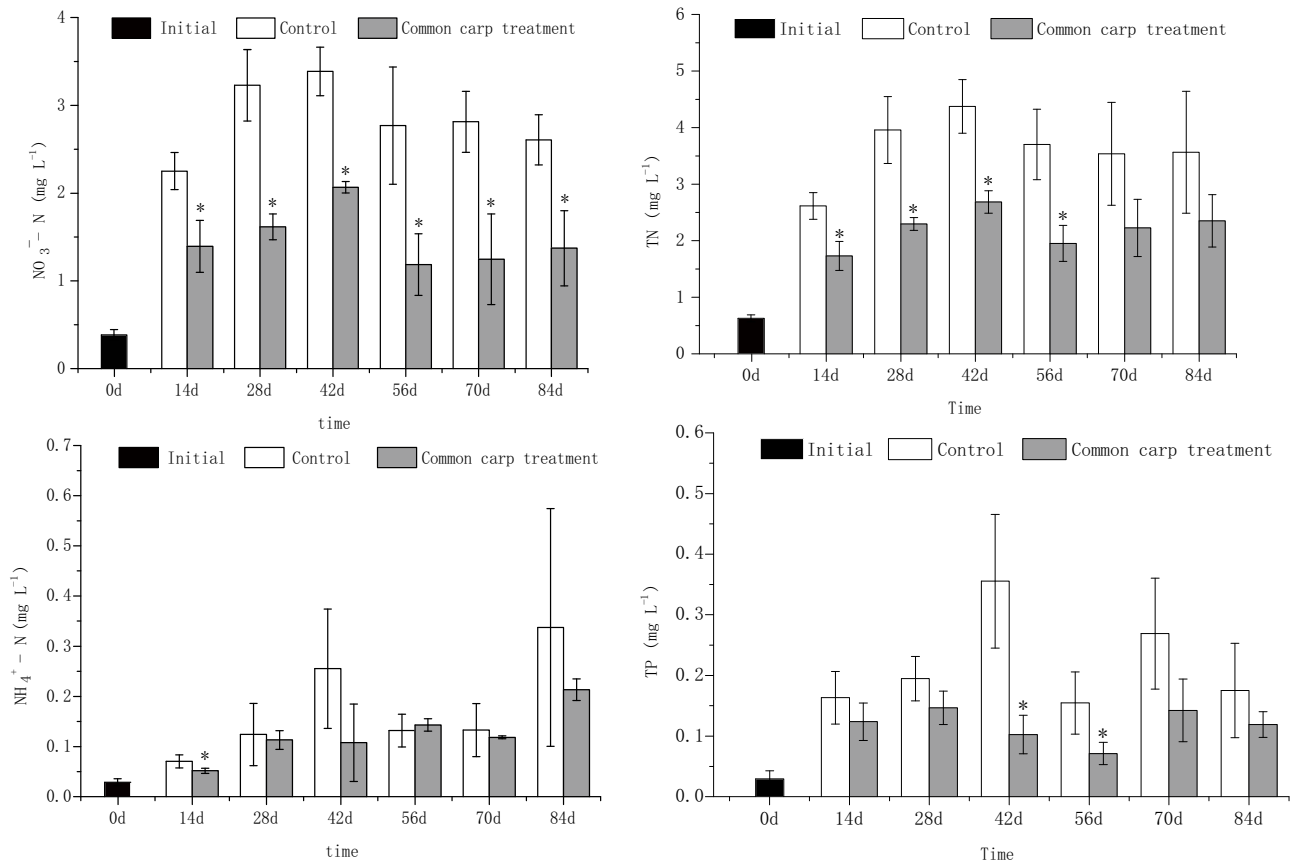 Initial Control Common carp treatment
NO₃⁻– N (mg L⁻¹)
4
3
2
1
0
* * * * * *
0d 14d 28d 42d 56d 70d 84d
time
Initial Control Common carp treatment
TN (mg L⁻¹)
6
5
4
3
2
1
0
* * * *
0d 14d 28d 42d 56d 70d 84d
Time
Initial Control Common carp treatment
NH₄⁺ – N (mg L⁻¹)
0.7
0.6
0.5
0.4
0.3
0.2
0.1
0.0
*
0d 14d 28d 42d 56d 70d 84d
time
Initial Control Common carp treatment
TP (mg L⁻¹)
0.6
0.5
0.4
0.3
0.2
0.1
0.0
* *
0d 14d 28d 42d 56d 70d 84d
Time